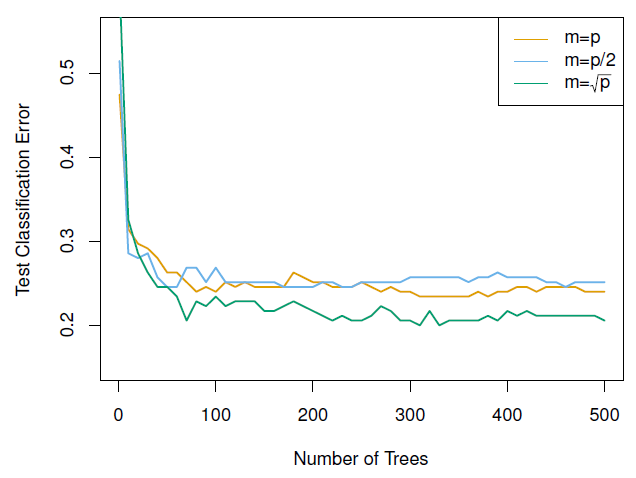 m=p
m=p/2
m=√p
Test Classification Error
0.5
0.4
0.3
0.2
0 100 200 300 400 500
Number of Trees